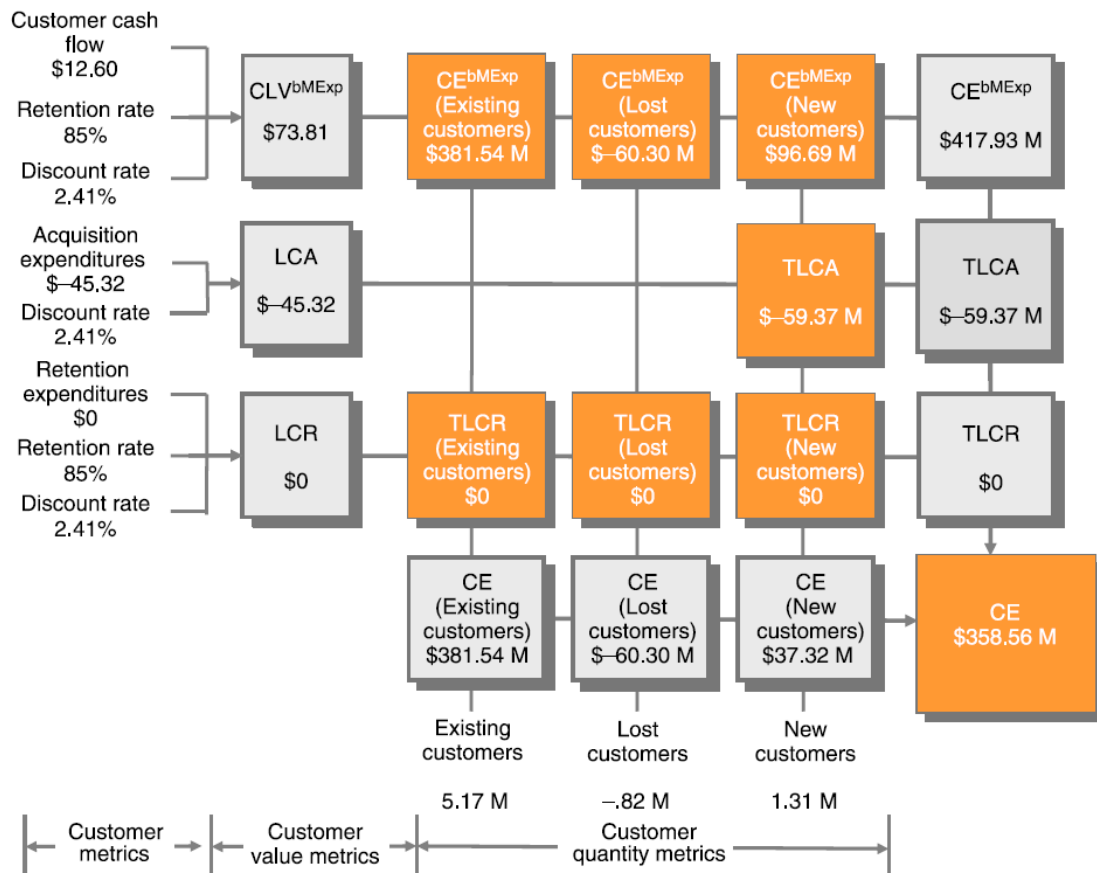 Customer cash
flow
$12.60
Retention rate
85%
Discount rate
2.41%
CLVbMExp
$73.81
CEbMExp
(Existing
customers)
$381.54 M
CEbMExp
(Lost
customers)
$–60.30 M
CEbMExp
(New
customers)
$96.69 M
CEbMExp
$417.93 M
Acquisition
expenditures
$–45.32
Discount rate
2.41%
LCA
$–45.32
TLCA
$–59.37 M
TLCA
$–59.37 M
Retention
expenditures
$0
Retention rate
85%
Discount rate
2.41%
LCR
$0
TLCR
(Existing
customers)
$0
TLCR
(Lost
customers)
$0
TLCR
(New
customers)
$0
TLCR
$0
CE
(Existing
customers)
$381.54 M
CE
(Lost
customers)
$–60.30 M
CE
(New
customers)
$37.32 M
CE
$358.56 M
Existing
customers
5.17 M
Lost
customers
–.82 M
New
customers
1.31 M
Customer
metrics
Customer
value metrics
Customer
quantity metrics